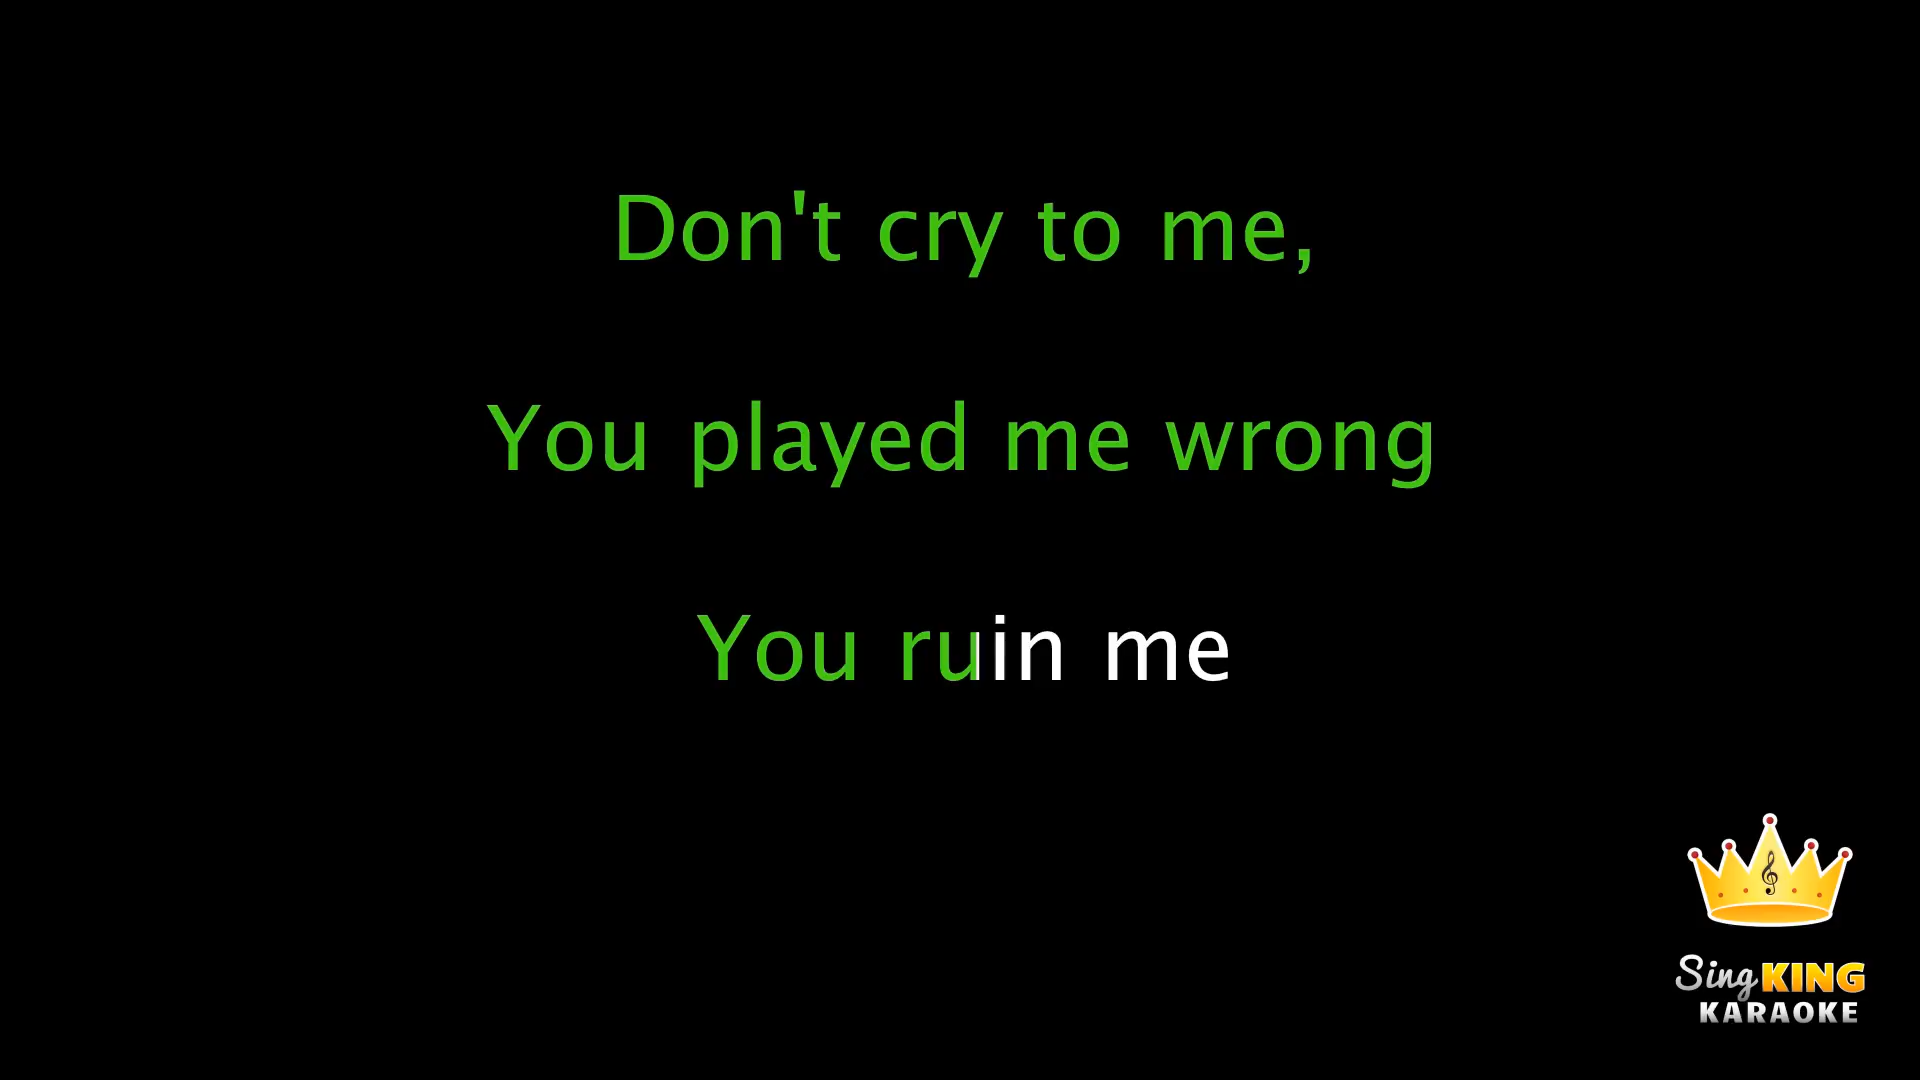 Don't cry to me,
You played me wrong
You ruin me
Sing KING
KARAOKE